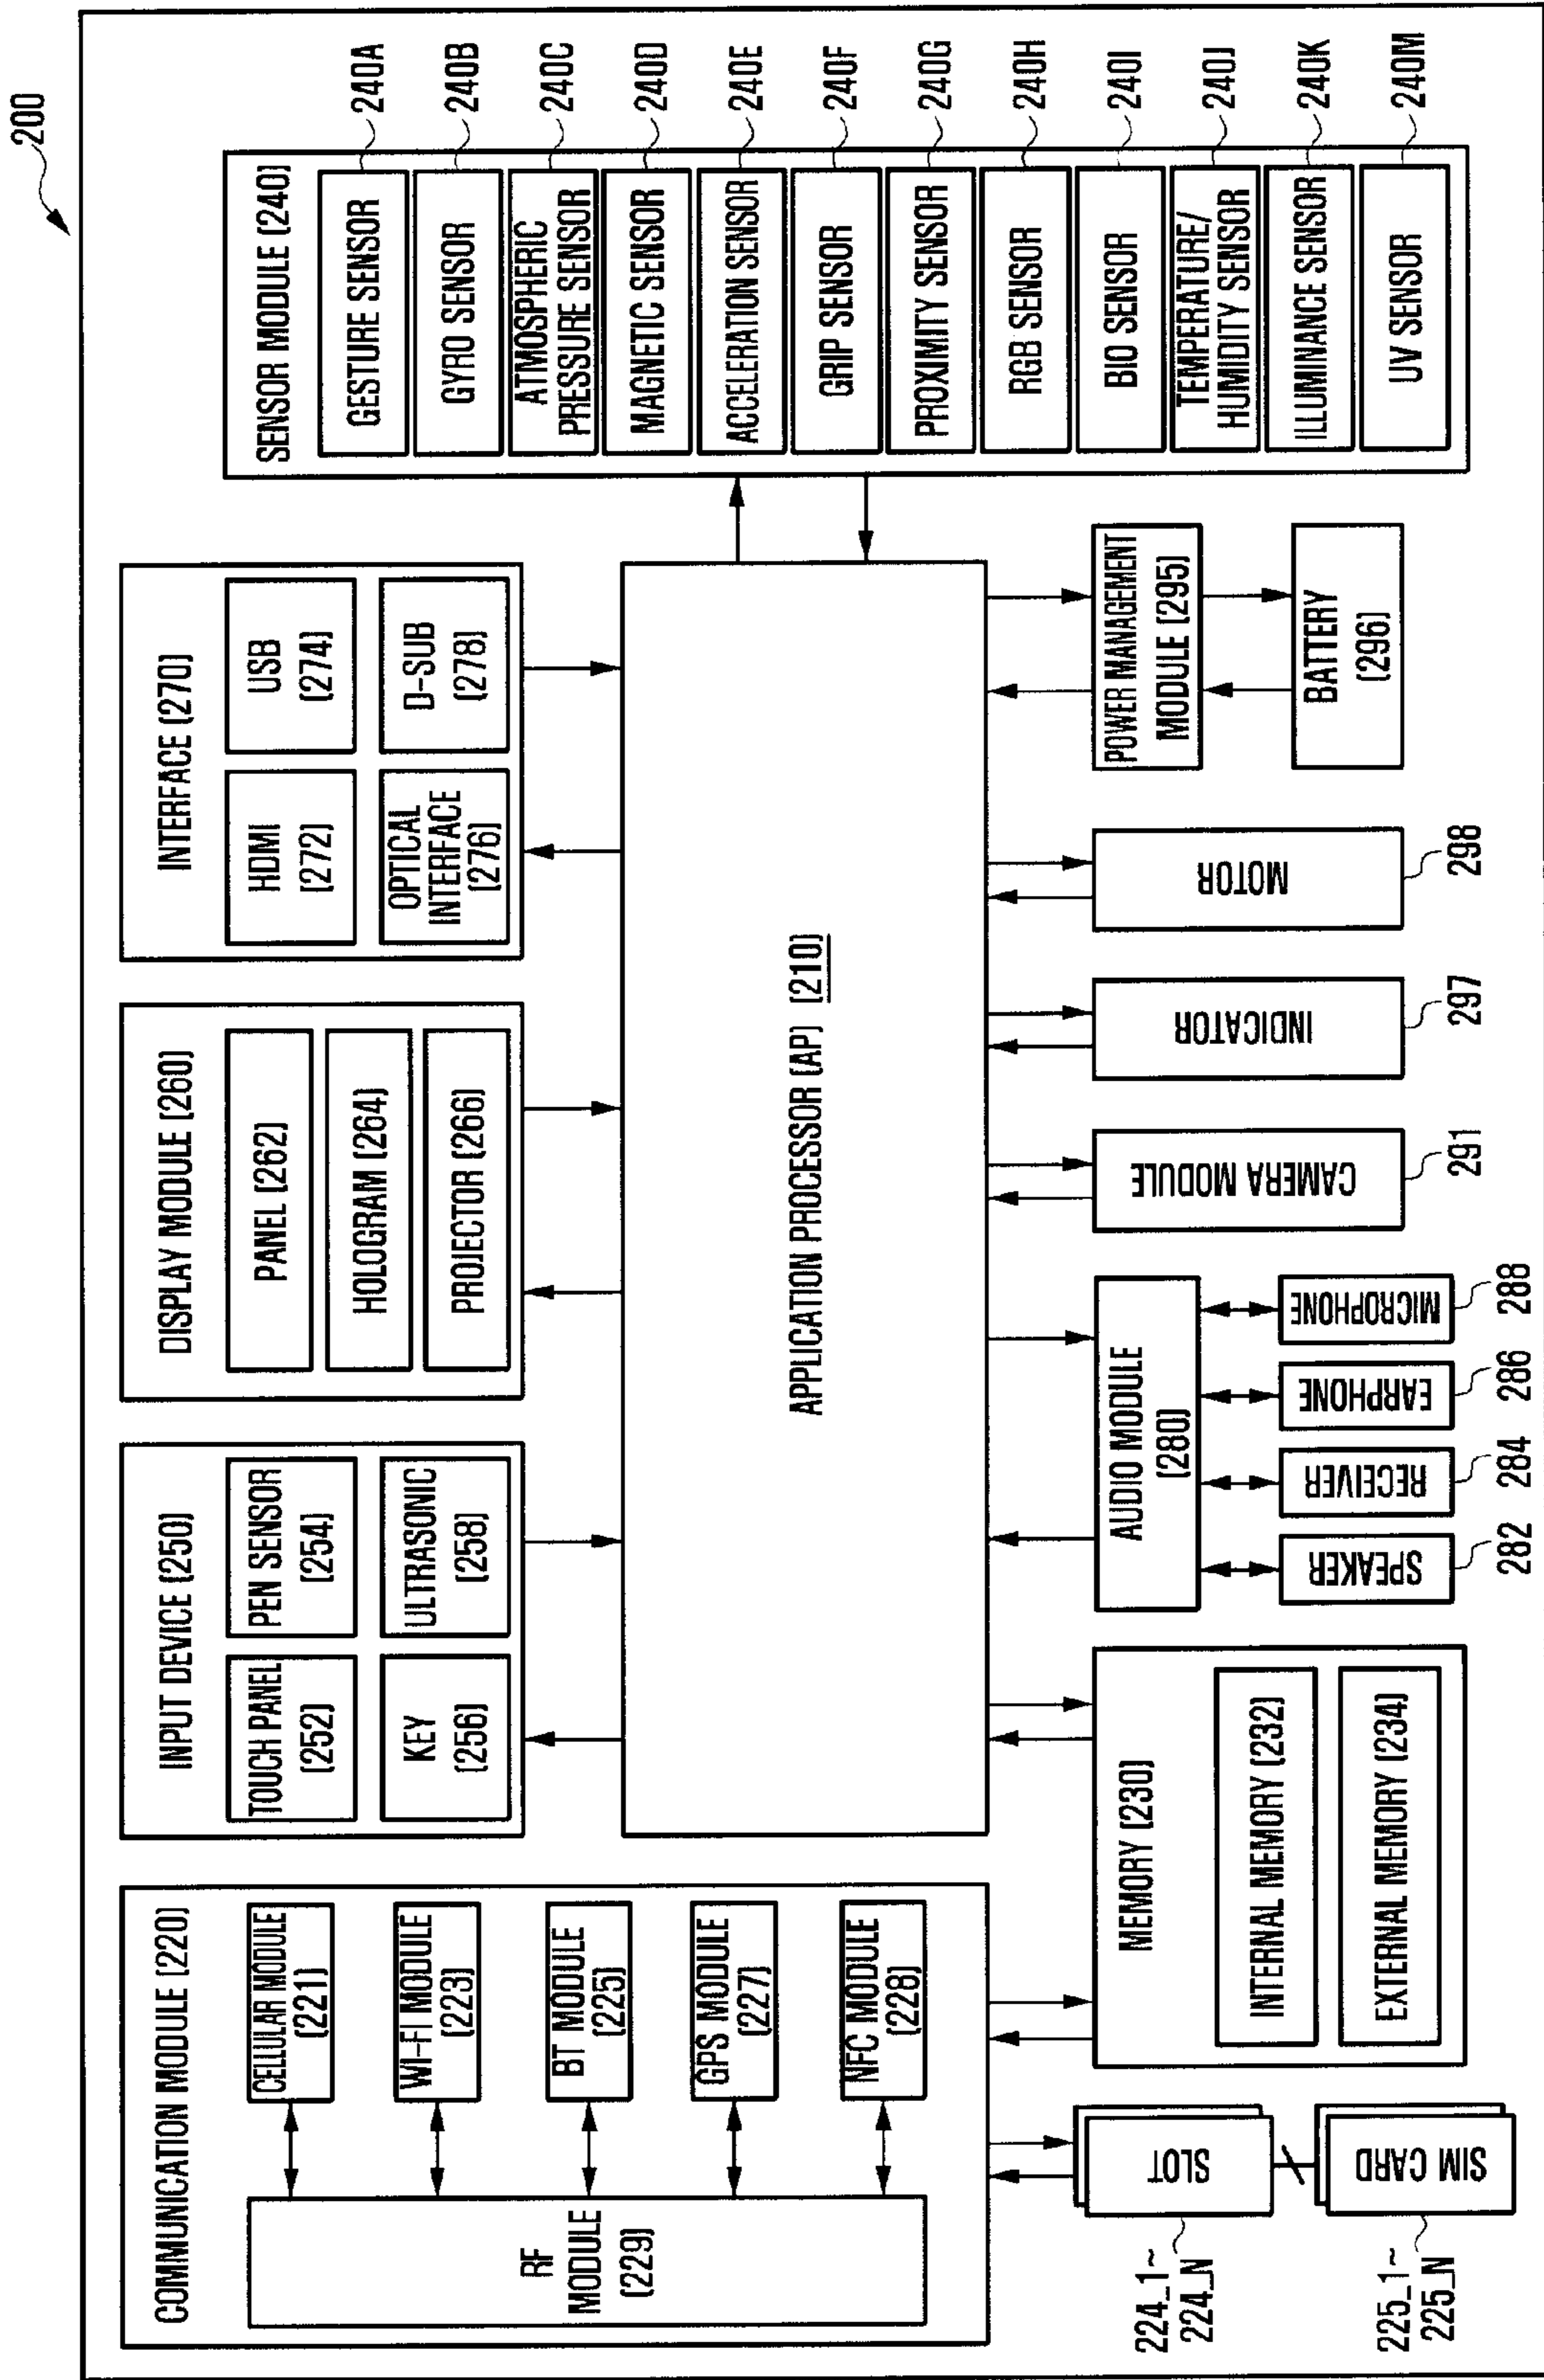 200
COMMUNICATION MODULE (220)
CELLULAR MODULE
(221)
WI-FI MODULE
(223)
BT MODULE
(225)
GPS MODULE
(227)
NFC MODULE
(228)
RF
MODULE
(229)
INPUT DEVICE (250)
TOUCH PANEL
(252)
PEN SENSOR
(254)
KEY
(256)
ULTRASONIC
(258)
DISPLAY MODULE (260)
PANEL (262)
HOLOGRAM (264)
PROJECTOR (266)
INTERFACE (270)
HDMI
(272)
USB
(274)
OPTICAL
INTERFACE
(276)
D-SUB
(278)
SENSOR MODULE (240)
GESTURE SENSOR
240A
GYRO SENSOR
240B
ATMOSPHERIC
PRESSURE SENSOR
240C
MAGNETIC SENSOR
240D
ACCELERATION SENSOR
240E
GRIP SENSOR
240F
PROXIMITY SENSOR
240G
RGB SENSOR
240H
BIO SENSOR
240I
TEMPERATURE/
HUMIDITY SENSOR
240J
ILLUMINANCE SENSOR
240K
UV SENSOR
240M
APPLICATION PROCESSOR (AP) (210)
SLOT
224_1~
224_N
SIM CARD
225_1~
225_N
MEMORY (230)
INTERNAL MEMORY (232)
EXTERNAL MEMORY (234)
AUDIO MODULE
(280)
SPEAKER
282
RECEIVER
284
EARPHONE
286
MICROPHONE
288
CAMERA MODULE
291
INDICATOR
297
MOTOR
298
POWER MANAGEMENT
MODULE (295)
BATTERY
(296)